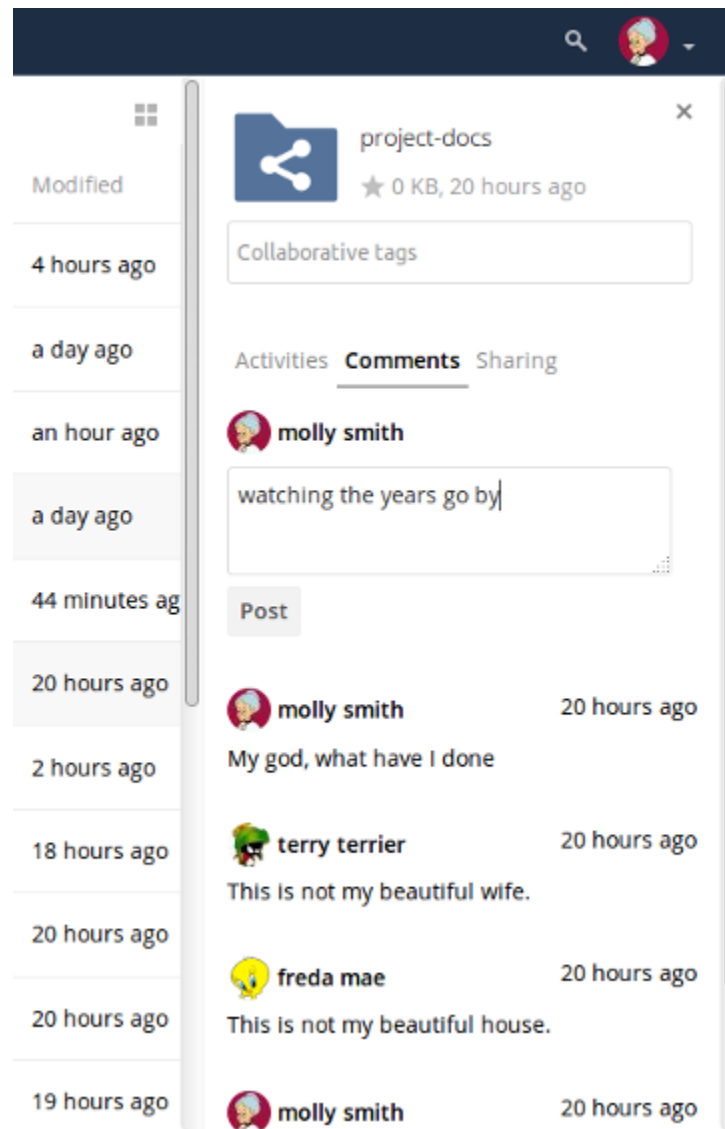 Modified
4 hours ago
a day ago
an hour ago
a day ago
44 minutes ag
20 hours ago
2 hours ago
18 hours ago
20 hours ago
20 hours ago
19 hours ago
project-docs
0 KB, 20 hours ago
Collaborative tags
Activities Comments Sharing
molly smith
watching the years go by
Post
molly smith 20 hours ago
My god, what have I done
terry terrier 20 hours ago
This is not my beautiful wife.
freda mae 20 hours ago
This is not my beautiful house.
molly smith 20 hours ago